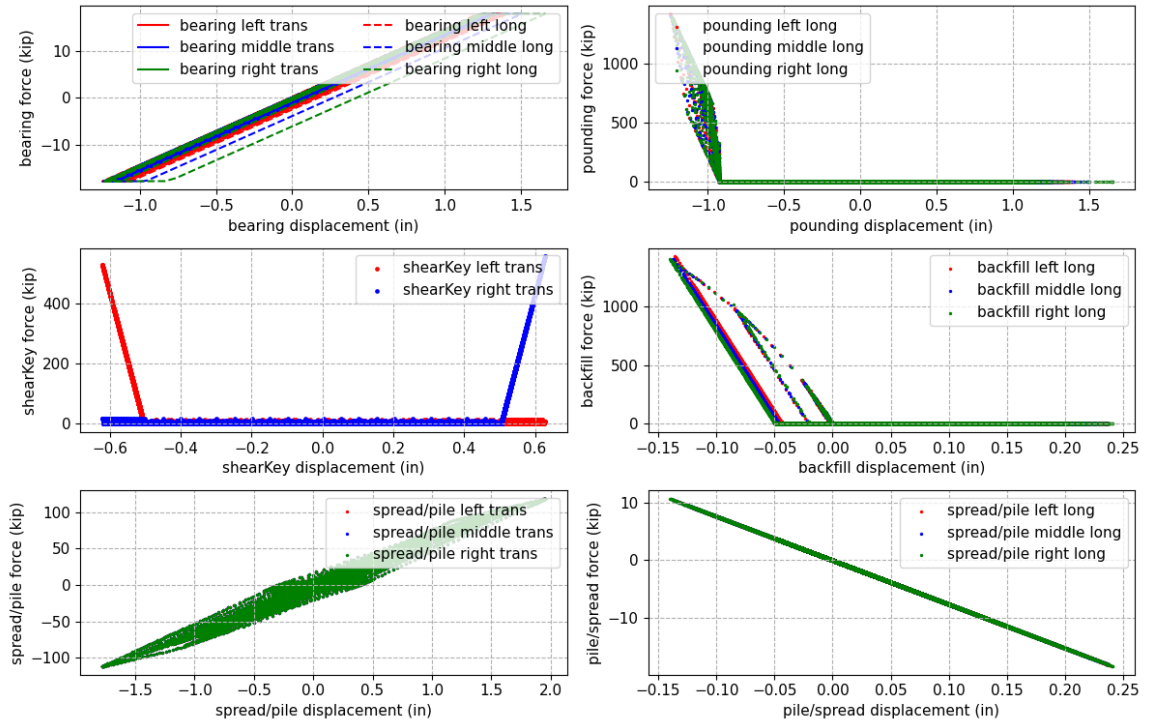 bearing force (kip)
10
0
−10
bearing left trans
bearing middle trans
bearing right trans
bearing left long
bearing middle long
bearing right long
−1.0
−0.5
0.0
0.5
1.0
1.5
bearing displacement (in)
pounding force (kip)
1000
500
0
pounding left long
pounding middle long
pounding right long
−1.0
−0.5
0.0
0.5
1.0
1.5
pounding displacement (in)
shearKey force (kip)
400
200
0
shearKey left trans
shearKey right trans
−0.6
−0.4
−0.2
0.0
0.2
0.4
0.6
shearKey displacement (in)
backfill force (kip)
1000
500
0
backfill left long
backfill middle long
backfill right long
−0.15
−0.10
−0.05
0.00
0.05
0.10
0.15
0.20
0.25
backfill displacement (in)
spread/pile force (kip)
100
50
0
−50
−100
spread/pile left trans
spread/pile middle trans
spread/pile right trans
−1.5
−1.0
−0.5
0.0
0.5
1.0
1.5
2.0
spread/pile displacement (in)
pile/spread force (kip)
10
0
−10
spread/pile left long
spread/pile middle long
spread/pile right long
−0.15
−0.10
−0.05
0.00
0.05
0.10
0.15
0.20
0.25
pile/spread displacement (in)